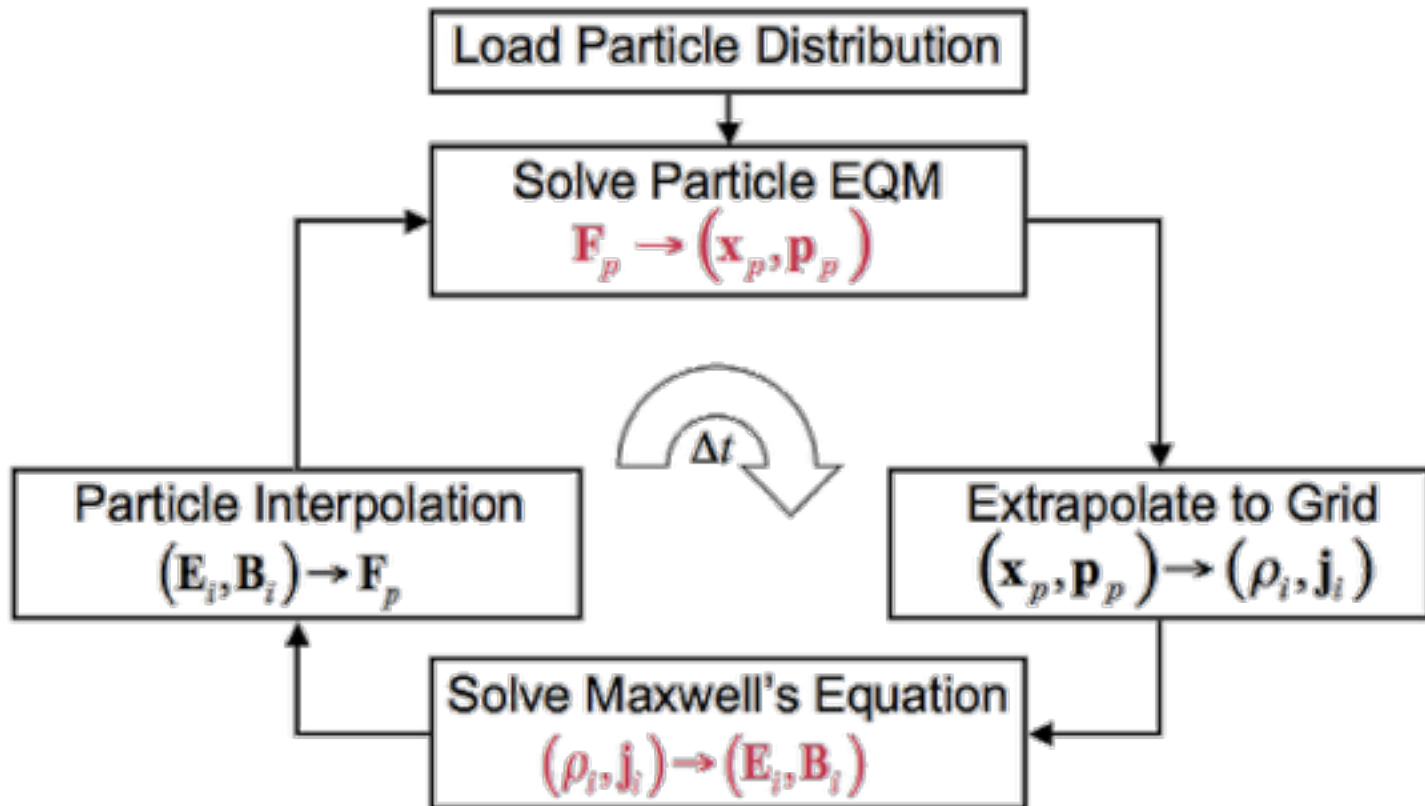 Load Particle Distribution
Solve Particle EQM
F_p → (x_p, p_p)
Δt
Particle Interpolation
(E_i, B_i) → F_p
Extrapolate to Grid
(x_p, p_p) → (ρ_i, j_i)
Solve Maxwell's Equation
(ρ_i, j_i) → (E_i, B_i)